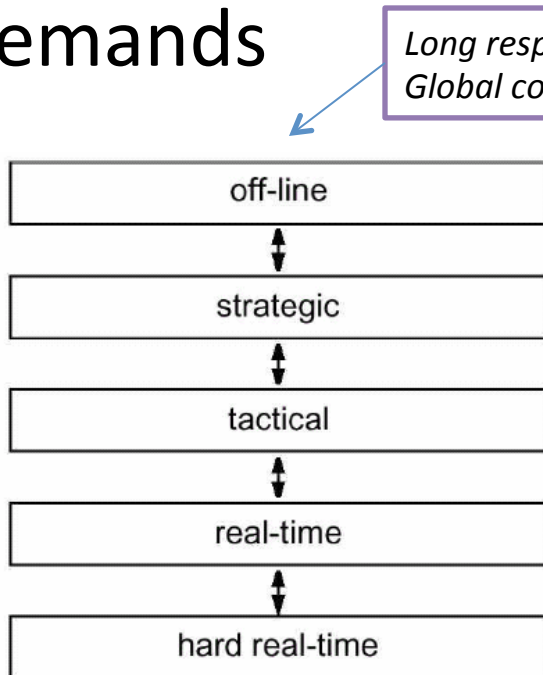 emands
Long resp
Global co
off-line
strategic
tactical
real-time
hard real-time